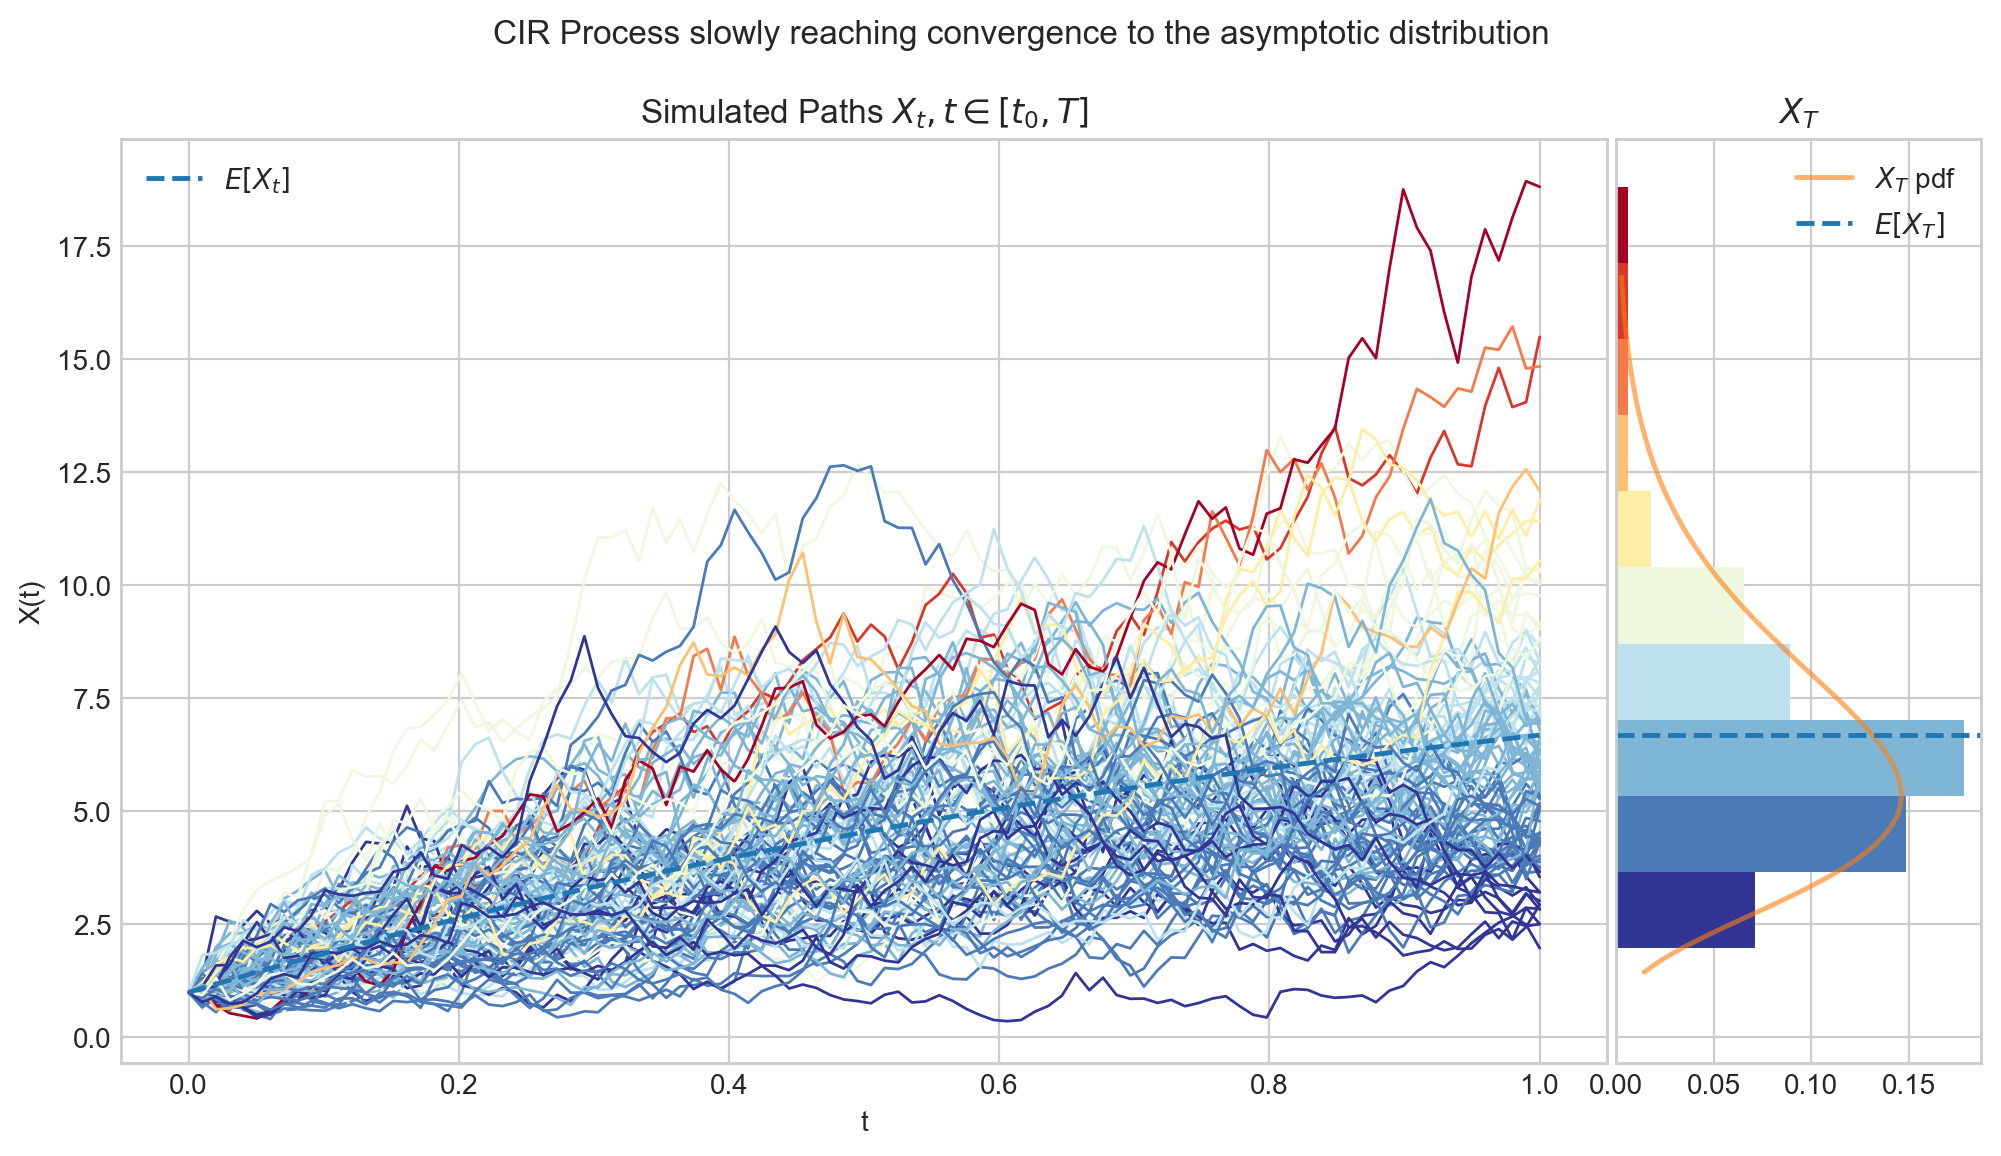 CIR Process slowly reaching convergence to the asymptotic distribution
Simulated Paths $X_t, t \in [t_0, T]$
$X_T$
$E[X_t]$
$X_T$ pdf
$E[X_T]$
17.5
15.0
12.5
10.0
7.5
5.0
2.5
0.0
X(t)
0.0 0.2 0.4 0.6 0.8 1.0
0.00 0.05 0.10 0.15
t